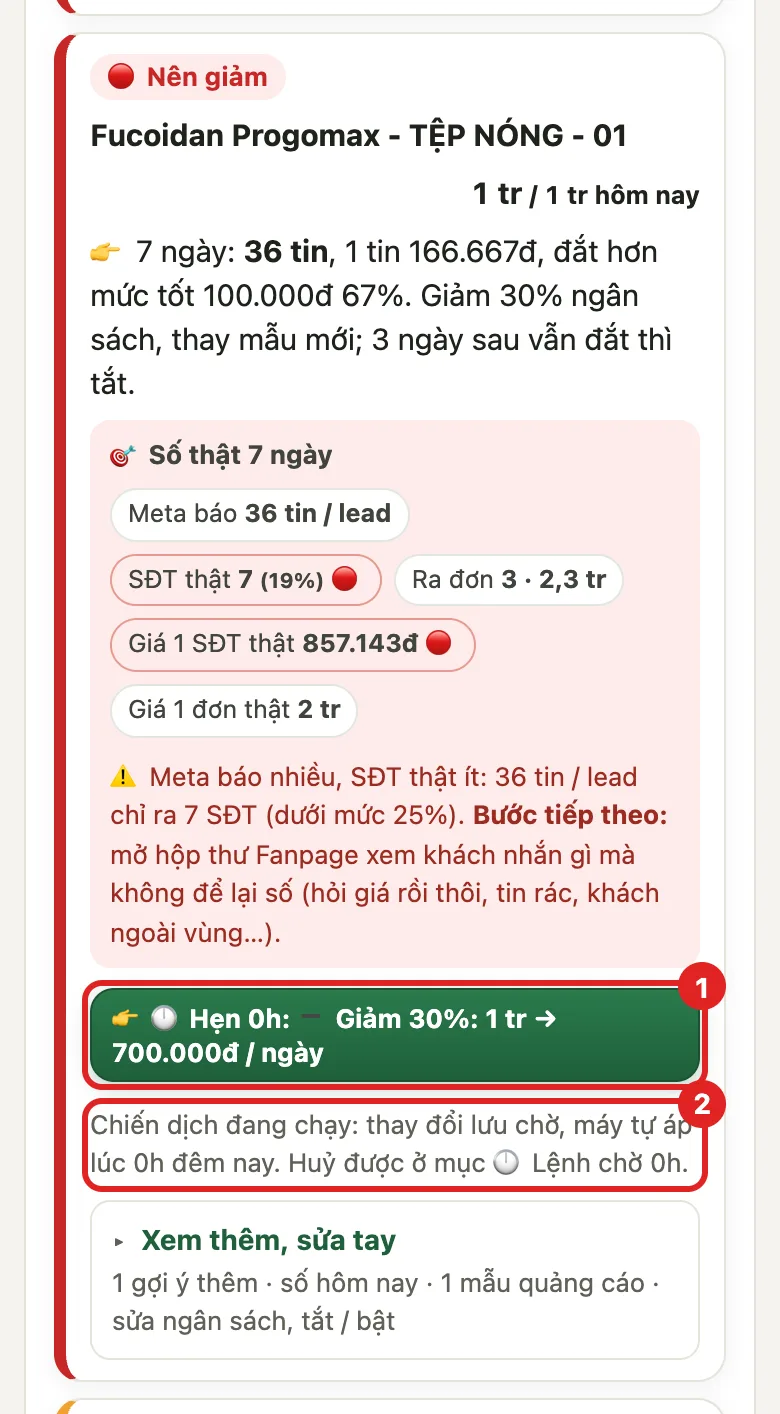 🔴 Nên giảm
Fucoidan Progomax - TỆP NÓNG - 01
1 tr / 1 tr hôm nay
👉 7 ngày: 36 tin, 1 tin 166.667đ, đắt hơn
mức tốt 100.000đ 67%. Giảm 30% ngân
sách, thay mẫu mới; 3 ngày sau vẫn đắt thì
tắt.
🎯 Số thật 7 ngày
Meta báo 36 tin / lead
SĐT thật 7 (19%) 🔴
Ra đơn 3 · 2,3 tr
Giá 1 SĐT thật 857.143đ 🔴
Giá 1 đơn thật 2 tr
⚠️ Meta báo nhiều, SĐT thật ít: 36 tin / lead
chỉ ra 7 SĐT (dưới mức 25%). Bước tiếp theo:
mở hộp thư Fanpage xem khách nhắn gì mà
không để lại số (hỏi giá rồi thôi, tin rác, khách
ngoài vùng...).
1
👉 🕛 Hẹn 0h: ➖ Giảm 30%: 1 tr →
700.000đ / ngày
2
Chiến dịch đang chạy: thay đổi lưu chờ, máy tự áp
lúc 0h đêm nay. Huỷ được ở mục 🕛 Lệnh chờ 0h.
▸ Xem thêm, sửa tay
1 gợi ý thêm · số hôm nay · 1 mẫu quảng cáo ·
sửa ngân sách, tắt / bật